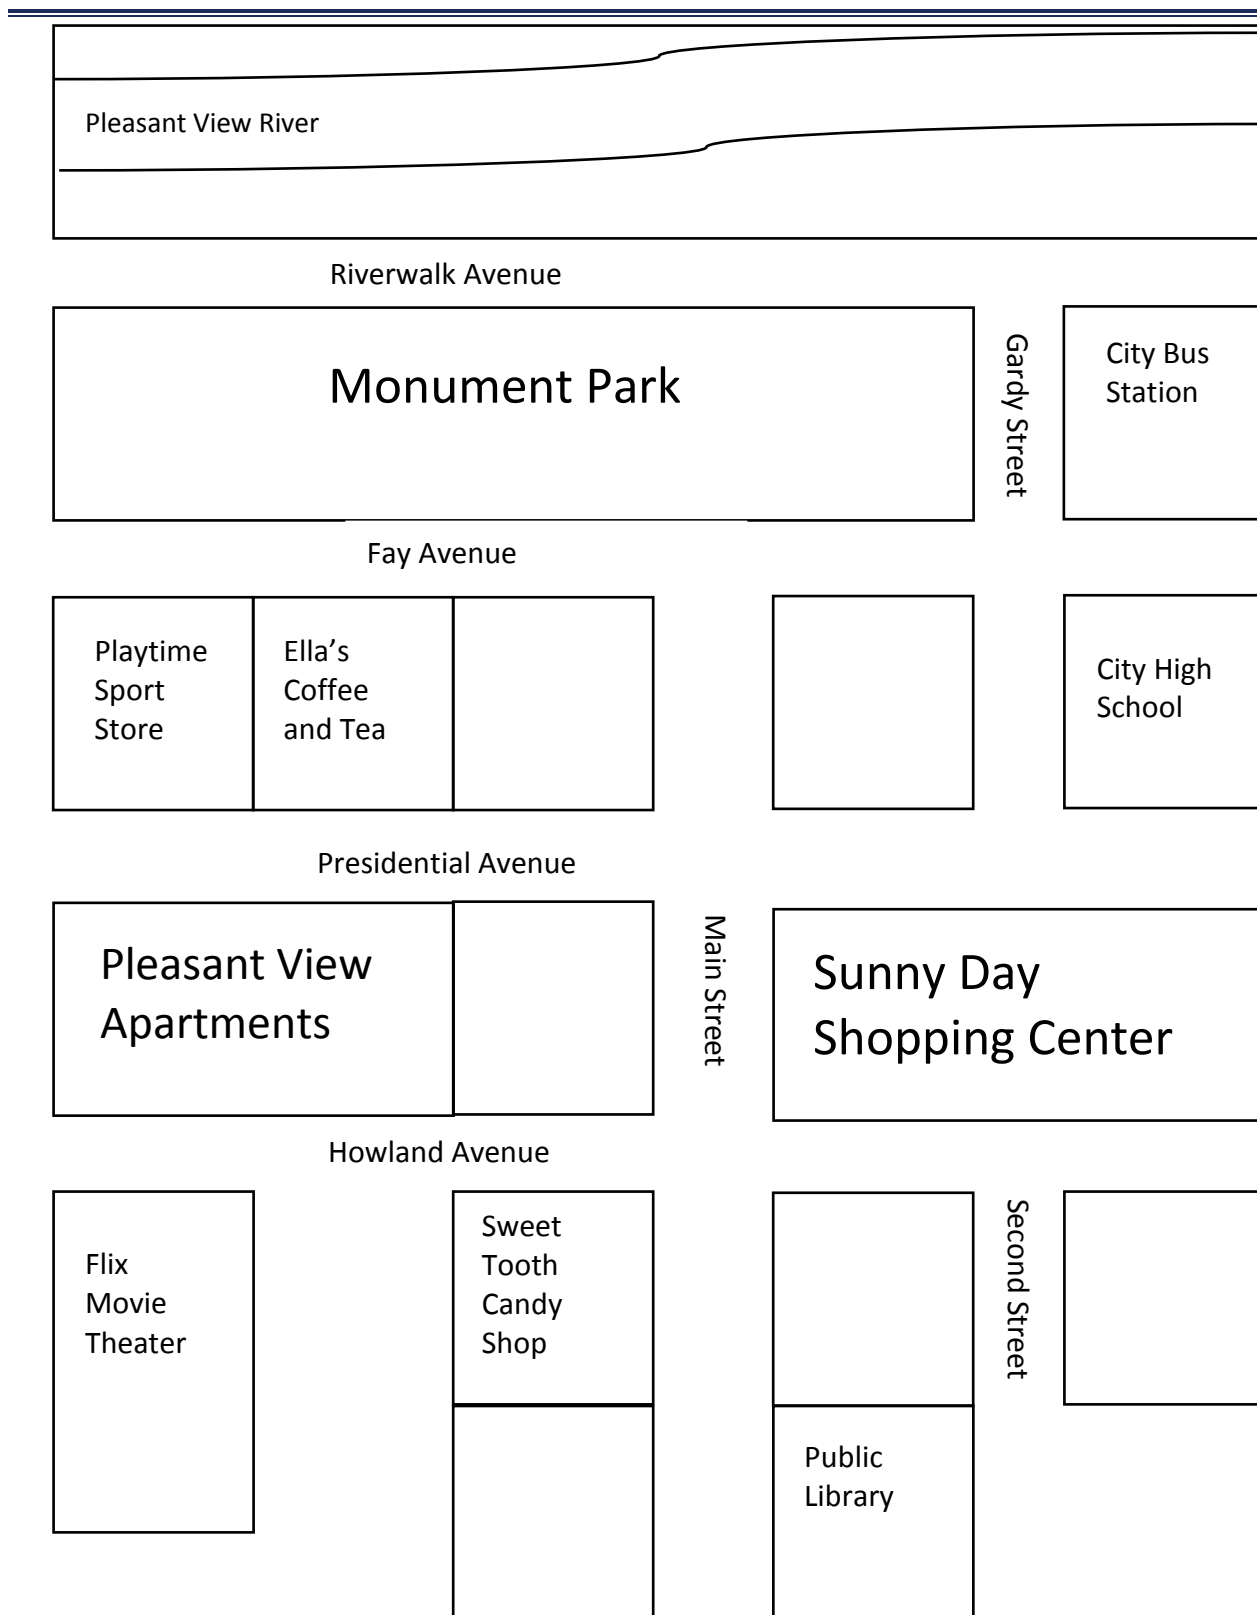 Pleasant View River
Riverwalk Avenue
Monument Park
Gardy Street
City Bus
Station
Fay Avenue
Playtime
Sport
Store
Ella’s
Coffee
and Tea
City High
School
Presidential Avenue
Pleasant View
Apartments
Main Street
Sunny Day
Shopping Center
Howland Avenue
Flix
Movie
Theater
Sweet
Tooth
Candy
Shop
Second Street
Public
Library